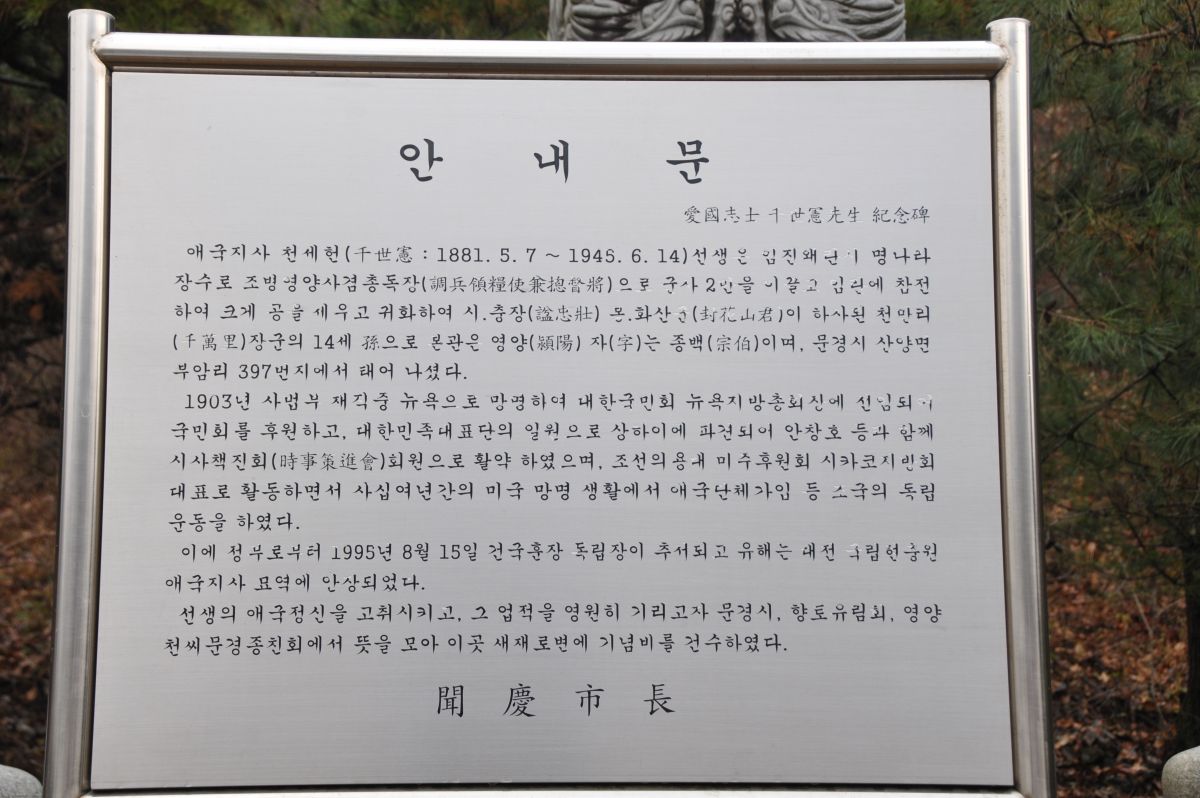 안 내 문
愛國志士 千世憲先生 紀念碑
애국지사 천세헌(千世憲 : 1881. 5. 7 ~ 1946. 6. 14)선생은 임진왜란시 명나라
장수로 조병영양사겸총독장(調兵領糧使兼摠督將)으로 군사 2만을 이끌고 임란에 참전
하여 크게 공을 세우고 귀화하여 시.충장(謚忠壯) 몬.화산군(封花山君)이 하사된 천만리
(千萬里)장군의 14세 孫으로 본관은 영양(潁陽) 자(字)는 종백(宗伯)이며, 문경시 산양면
부암리 397번지에서 태어 나셨다.
1903년 사법부 재직중 뉴욕으로 망명하여 대한국민회 뉴욕지방총회장에 선임되어
국민회를 후원하고, 대한민족대표단의 일원으로 상하이에 파견되어 안창호 등과 함께
시사책진회(時事策進會)회원으로 활약 하였으며, 조선의용대 미수후원회 시카코지빈회
대표로 활동하면서 사십여년간의 미국 망명 생활에서 애국단체가입 등 조국의 독립
운동을 하였다.
이에 정부로부터 1995년 8월 15일 건국훈장 독립장이 추서되고 유해는 대전 국립현충원
애국지사 묘역에 안상되었다.
선생의 애국정신을 고취시키고, 그 업적을 영원히 기리고자 문경시, 향토유림회, 영양
천씨문경종친회에서 뜻을 모아 이곳 새재로변에 기념비를 건수하였다.
聞慶市長